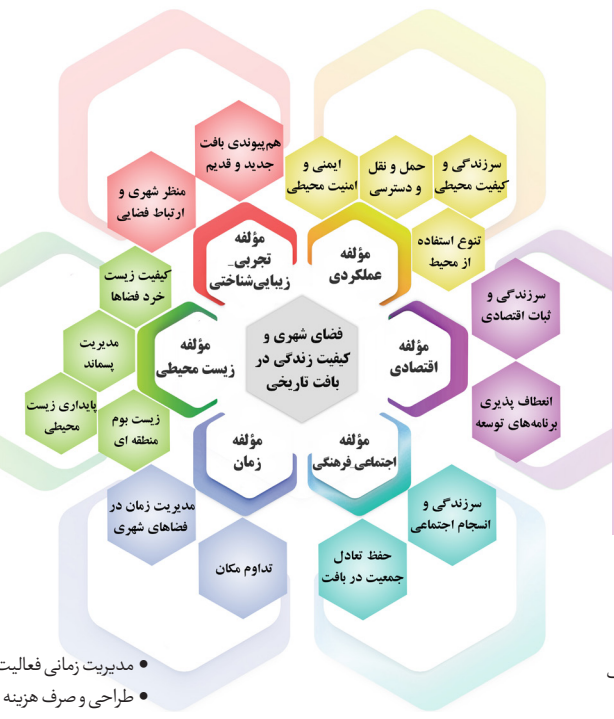 هم‌پیوندی بافت
جدید و قدیم
منظر شهری و
ارتباط فضایی
ایمنی و
امنیت محیطی
حمل و نقل
و دسترسی
سرزندگی و
کیفیت محیطی
تنوع استفاده
از محیط
مؤلفه
تجربی_
زیبایی‌شناختی
مؤلفه
عملکردی
کیفیت زیست
خرد فضاها
مدیریت
پسماند
پایداری زیست
محیطی
زیست بوم
منطقه ای
مؤلفه
زیست محیطی
فضای شهری و
کیفیت زندگی در
بافت تاریخی
مؤلفه
اقتصادی
سرزندگی و
ثبات اقتصادی
انعطاف پذیری
برنامه‌های توسعه
مؤلفه
زمان
مؤلفه
اجتماعی_فرهنگی
مدیریت زمان در
فضاهای شهری
تداوم مکان
سرزندگی و
انسجام اجتماعی
حفظ تعادل
جمعیت در بافت
• مدیریت زمانی فعالیت
• طراحی و صرف هزینه